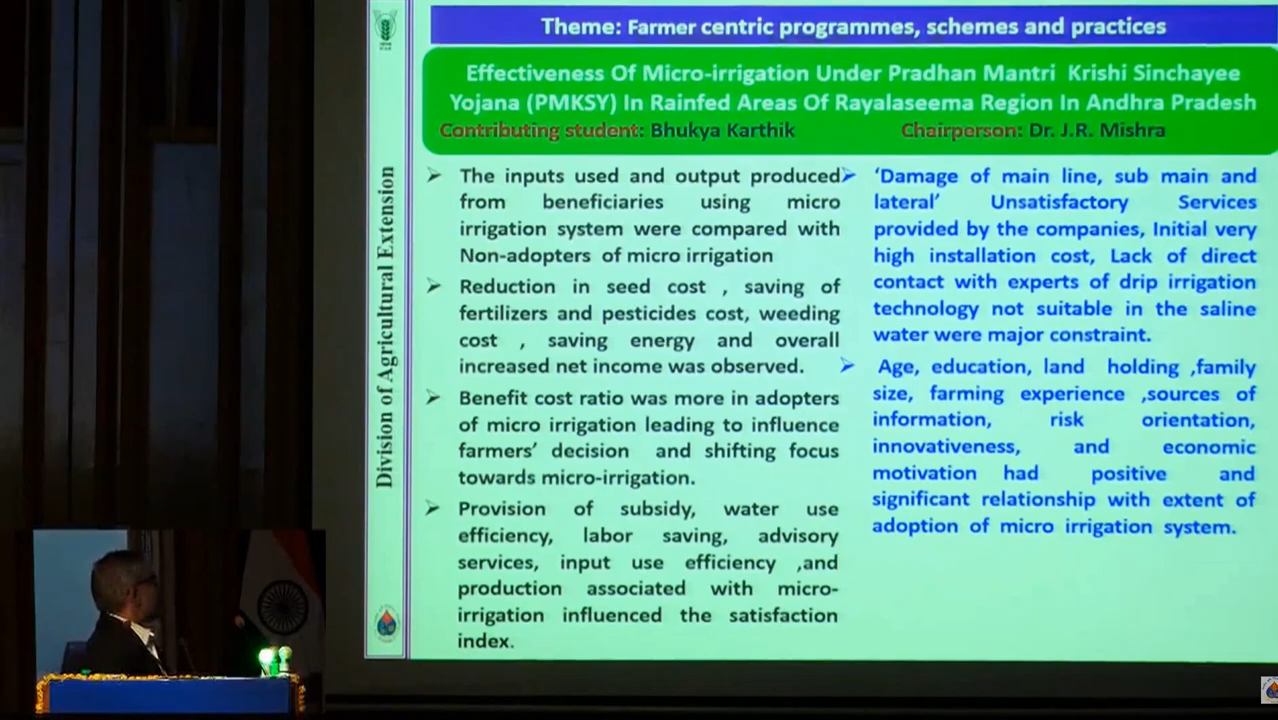 Theme: Farmer centric programmes, schemes and practices
Effectiveness Of Micro-irrigation Under Pradhan Mantri Krishi Sinchayee
Yojana (PMKSY) In Rainfed Areas Of Rayalaseema Region In Andhra Pradesh
Contributing student: Bhukya Karthik Chairperson: Dr. J.R. Mishra
Division of Agricultural Extension
➢ The inputs used and output produced
from beneficiaries using micro
irrigation system were compared with
Non-adopters of micro irrigation
➢ Reduction in seed cost , saving of
fertilizers and pesticides cost, weeding
cost , saving energy and overall
increased net income was observed.
➢ Benefit cost ratio was more in adopters
of micro irrigation leading to influence
farmers' decision and shifting focus
towards micro-irrigation.
➢ Provision of subsidy, water use
efficiency, labor saving, advisory
services, input use efficiency ,and
production associated with micro-
irrigation influenced the satisfaction
index.
➢ 'Damage of main line, sub main and
lateral' Unsatisfactory Services
provided by the companies, Initial very
high installation cost, Lack of direct
contact with experts of drip irrigation
technology not suitable in the saline
water were major constraint.
➢ Age, education, land holding ,family
size, farming experience ,sources of
information, risk orientation,
innovativeness, and economic
motivation had positive and
significant relationship with extent of
adoption of micro irrigation system.